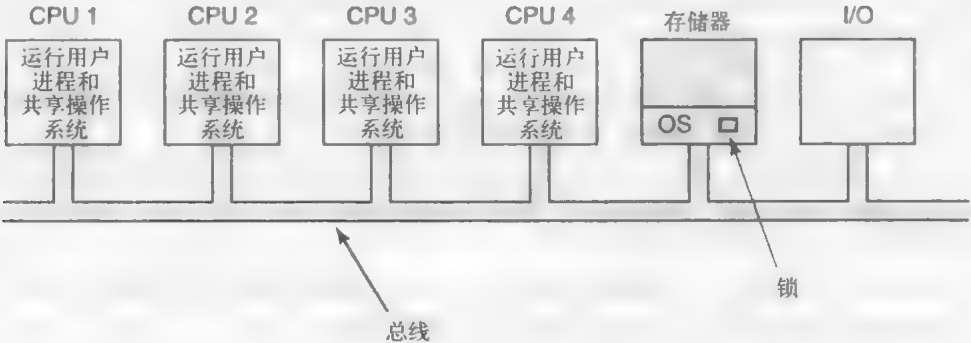 CPU 1
CPU 2
CPU 3
CPU 4
存储器
I/O
运行用户
进程和
共享操作
系统
运行用户
进程和
共享操作
系统
运行用户
进程和
共享操作
系统
运行用户
进程和
共享操作
系统
OS
锁
总线